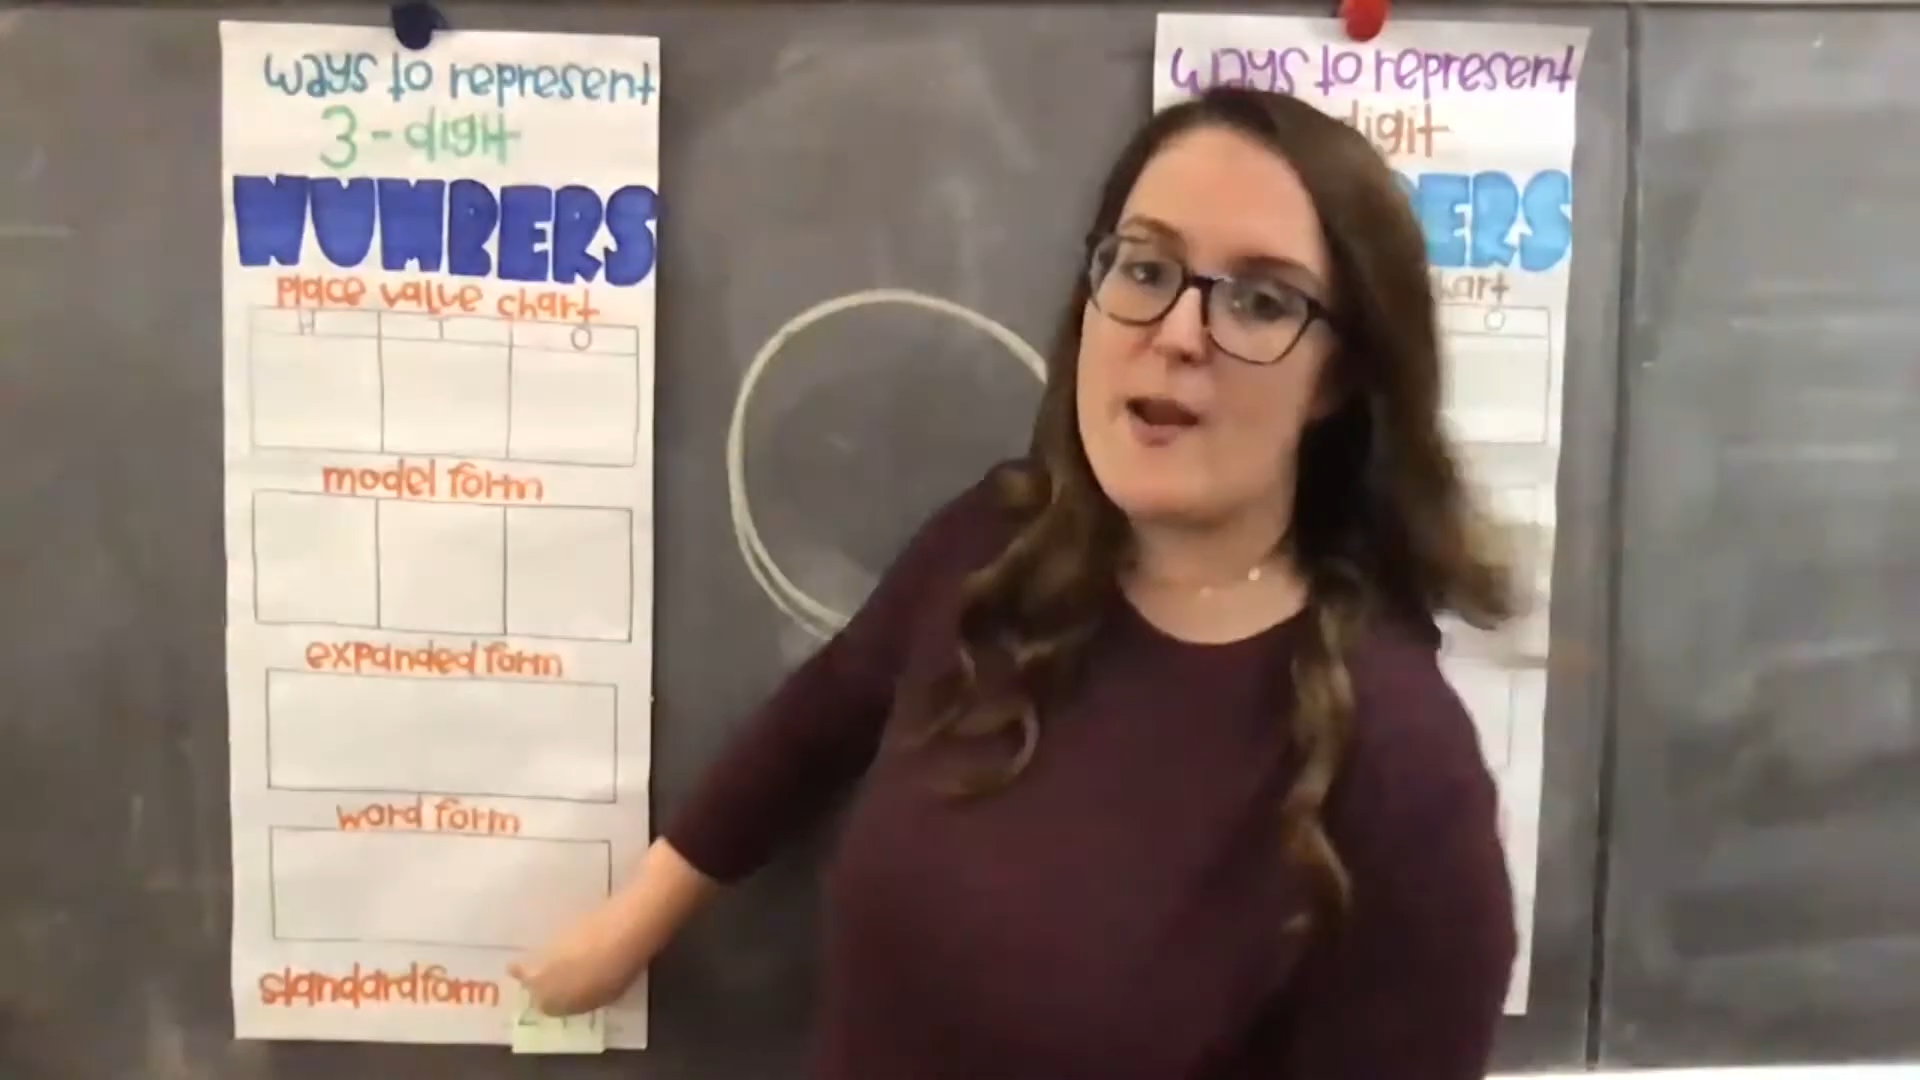 ways to represent
3-digit
NUMBERS
place value chart
H T O
model form
expanded form
word form
standard form
ways to represent
digit
ERS
hart
O